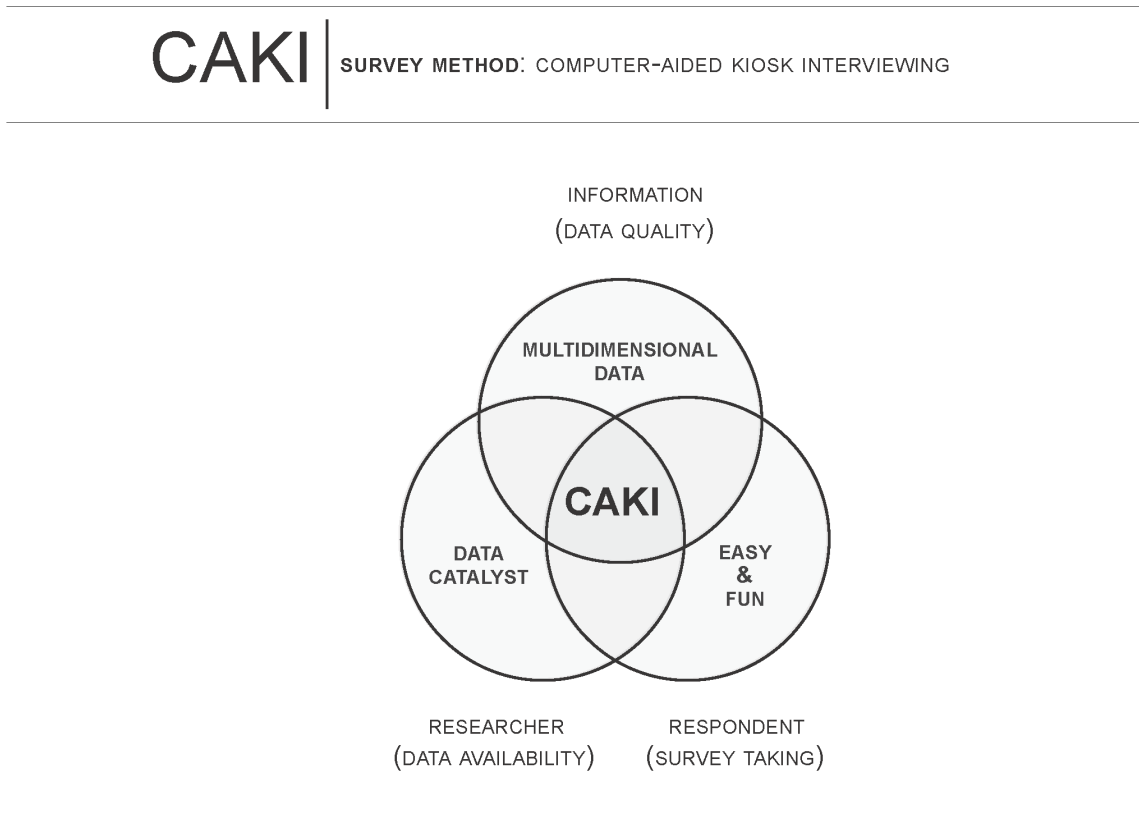 CAKI
SURVEY METHOD: COMPUTER-AIDED KIOSK INTERVIEWING
INFORMATION
(DATA QUALITY)
MULTIDIMENSIONAL
DATA
CAKI
DATA
CATALYST
EASY
&
FUN
RESEARCHER
(DATA AVAILABILITY)
RESPONDENT
(SURVEY TAKING)